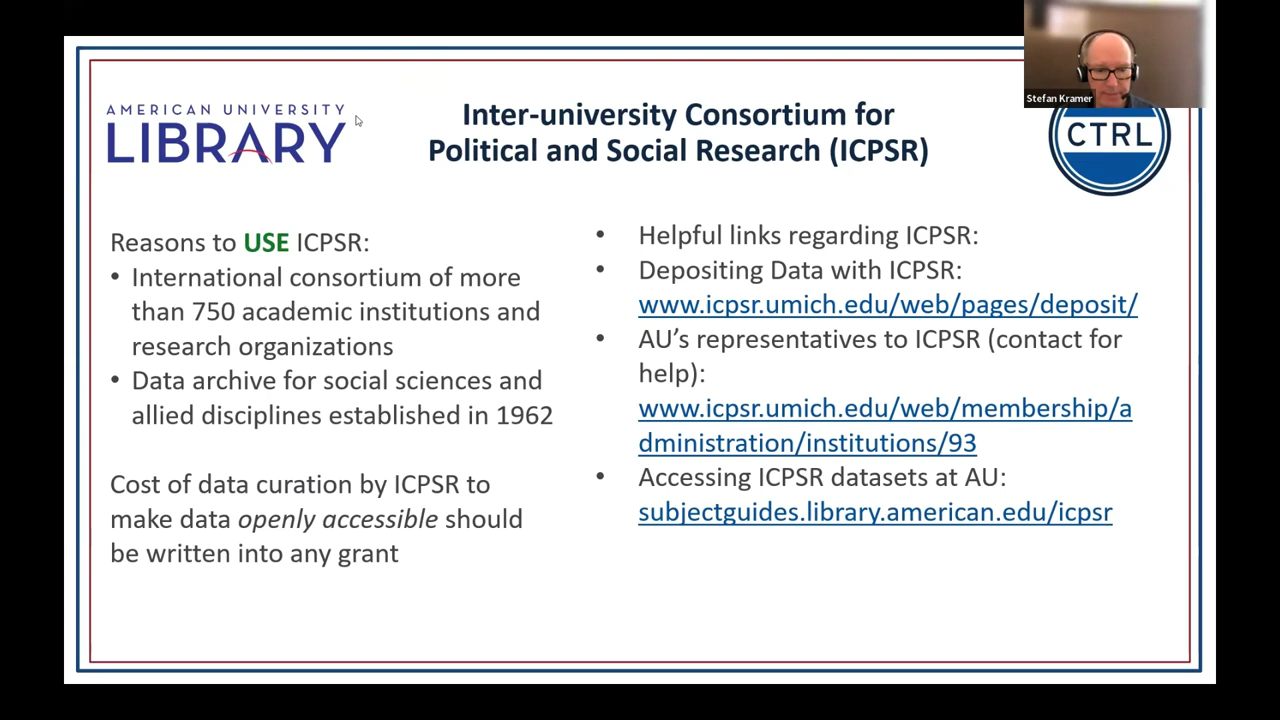 Stefan Kramer
AMERICAN UNIVERSITY
LIBRARY
Inter-university Consortium for
Political and Social Research (ICPSR)
CTRL
Reasons to USE ICPSR:
• International consortium of more
than 750 academic institutions and
research organizations
• Data archive for social sciences and
allied disciplines established in 1962
Cost of data curation by ICPSR to
make data openly accessible should
be written into any grant
• Helpful links regarding ICPSR:
• Depositing Data with ICPSR:
www.icpsr.umich.edu/web/pages/deposit/
• AU’s representatives to ICPSR (contact for
help):
www.icpsr.umich.edu/web/membership/a
dministration/institutions/93
• Accessing ICPSR datasets at AU:
subjectguides.library.american.edu/icpsr